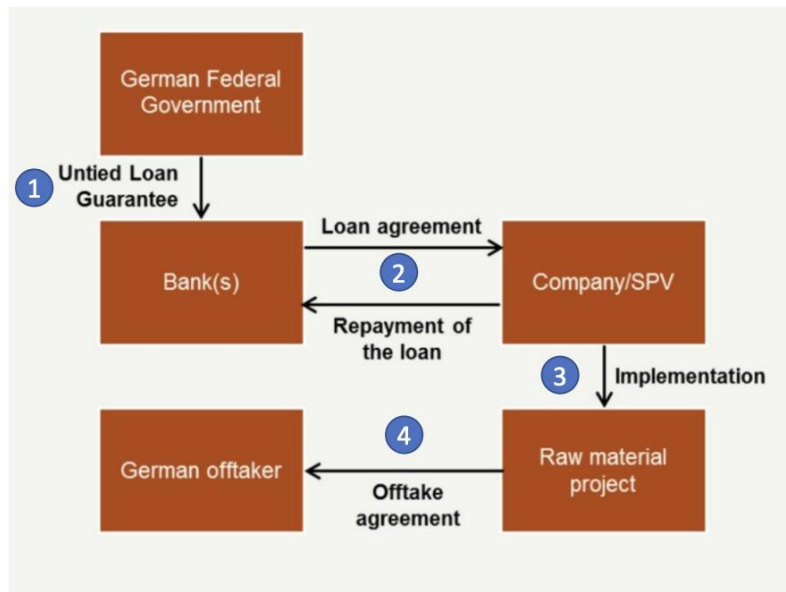 German Federal
Government
1
Untied Loan
Guarantee
Loan agreement
Bank(s)
2
Company/SPV
Repayment of
the loan
3
Implementation
German offtaker
4
Raw material
project
Offtake
agreement